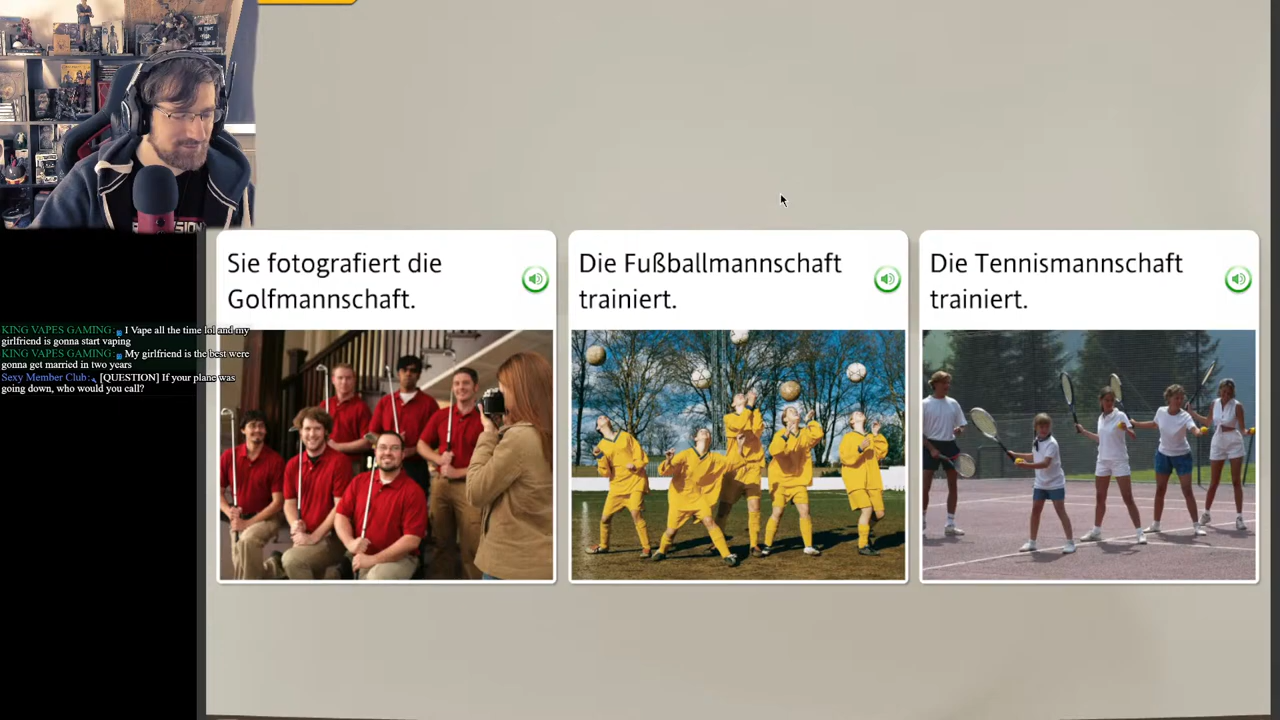 Sie fotografiert die
Golfmannschaft.
Die Fußballmannschaft
trainiert.
Die Tennismannschaft
trainiert.
KING VAPES GAMING: I Vape all the time lol and my
girlfriend is gonna start vaping
KING VAPES GAMING: My girlfriend is the best were
gonna get married in two years
Sexy Member Club: [QUESTION] If your plane was
going down, who would you call?